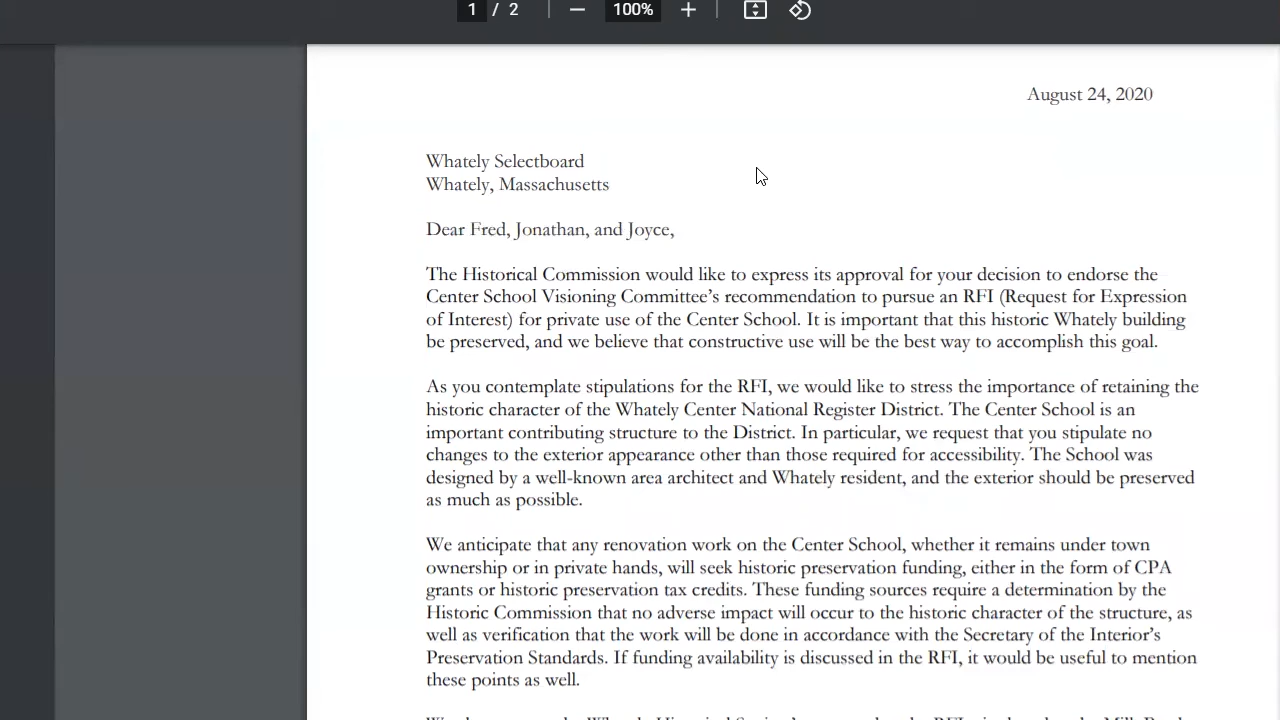 1 / 2 100%
August 24, 2020
Whately Selectboard
Whately, Massachusetts
Dear Fred, Jonathan, and Joyce,
The Historical Commission would like to express its approval for your decision to endorse the
Center School Visioning Committee's recommendation to pursue an RFI (Request for Expression
of Interest) for private use of the Center School. It is important that this historic Whately building
be preserved, and we believe that constructive use will be the best way to accomplish this goal.
As you contemplate stipulations for the RFI, we would like to stress the importance of retaining the
historic character of the Whately Center National Register District. The Center School is an
important contributing structure to the District. In particular, we request that you stipulate no
changes to the exterior appearance other than those required for accessibility. The School was
designed by a well-known area architect and Whately resident, and the exterior should be preserved
as much as possible.
We anticipate that any renovation work on the Center School, whether it remains under town
ownership or in private hands, will seek historic preservation funding, either in the form of CPA
grants or historic preservation tax credits. These funding sources require a determination by the
Historic Commission that no adverse impact will occur to the historic character of the structure, as
well as verification that the work will be done in accordance with the Secretary of the Interior's
Preservation Standards. If funding availability is discussed in the RFI, it would be useful to mention
these points as well.